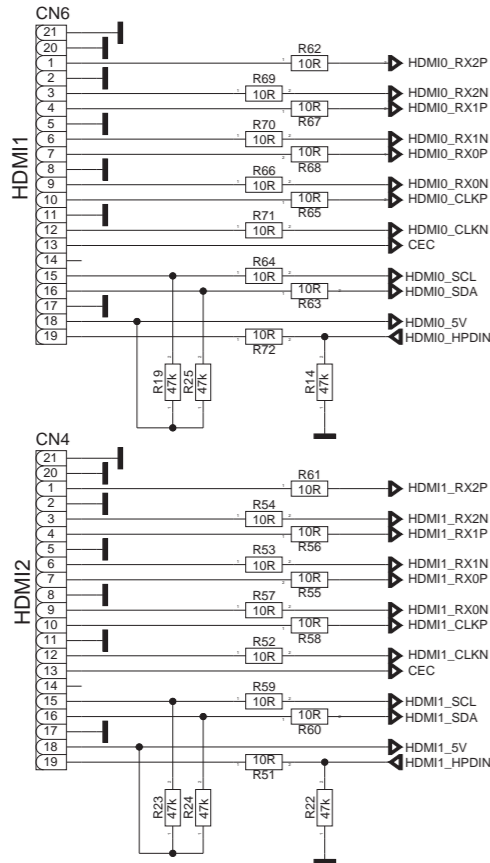 CN6
HDMI1
21
20
1 R62 10R HDMI0_RX2P
2
3 R69 10R HDMI0_RX2N
4 10R R67 HDMI0_RX1P
5
6 R70 10R HDMI0_RX1N
7 10R R68 HDMI0_RX0P
8
9 R66 10R HDMI0_RX0N
10 10R R65 HDMI0_CLKP
11
12 R71 10R HDMI0_CLKN
13 CEC
14
15 R64 10R HDMI0_SCL
16 10R R63 HDMI0_SDA
17
18 HDMI0_5V
19 10R R72 HDMI0_HPDIN
R19 47k R25 47k R14 47k
CN4
HDMI2
21
20
1 R61 10R HDMI1_RX2P
2
3 R54 10R HDMI1_RX2N
4 10R R56 HDMI1_RX1P
5
6 R53 10R HDMI1_RX1N
7 10R R55 HDMI1_RX0P
8
9 R57 10R HDMI1_RX0N
10 10R R58 HDMI1_CLKP
11
12 R52 10R HDMI1_CLKN
13 CEC
14
15 R59 10R HDMI1_SCL
16 10R R60 HDMI1_SDA
17
18 HDMI1_5V
19 10R R51 HDMI1_HPDIN
R23 47k R24 47k R22 47k